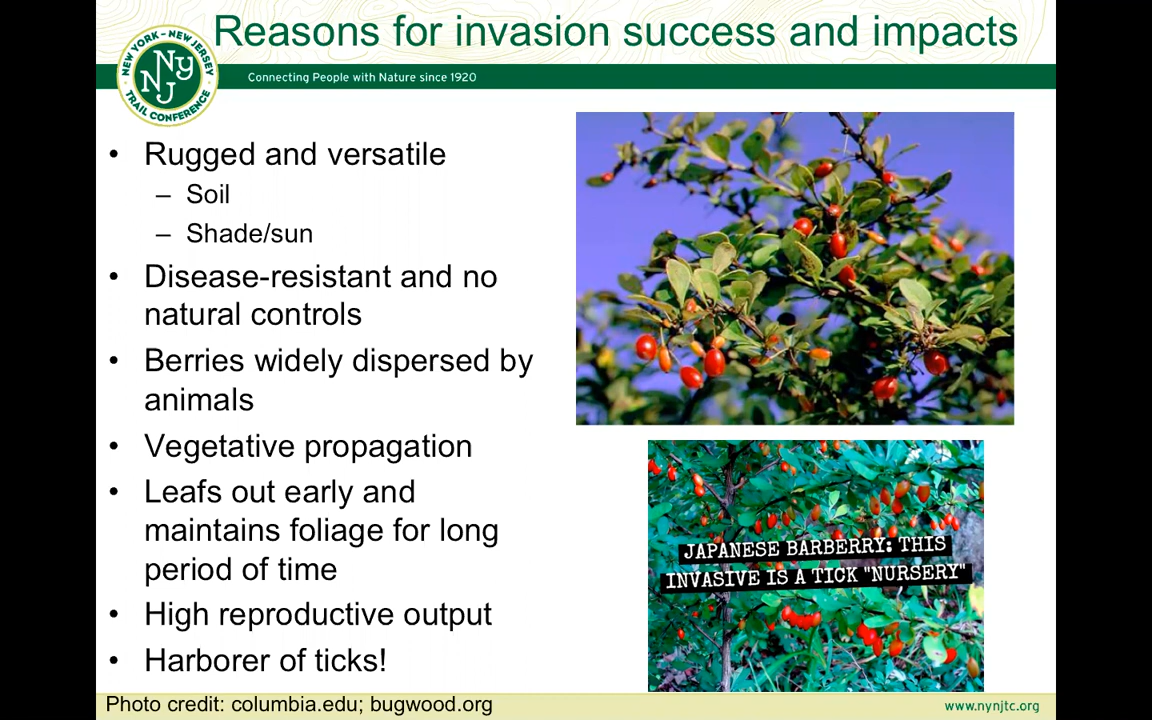 Reasons for invasion success and impacts
NEW YORK - NEW JERSEY
NY
NJ
TRAIL CONFERENCE
Connecting People with Nature since 1920
• Rugged and versatile
– Soil
– Shade/sun
• Disease-resistant and no
natural controls
• Berries widely dispersed by
animals
• Vegetative propagation
• Leafs out early and
maintains foliage for long
period of time
• High reproductive output
• Harborer of ticks!
JAPANESE BARBERRY: THIS
INVASIVE IS A TICK "NURSERY"
Photo credit: columbia.edu; bugwood.org
www.nynjtc.org